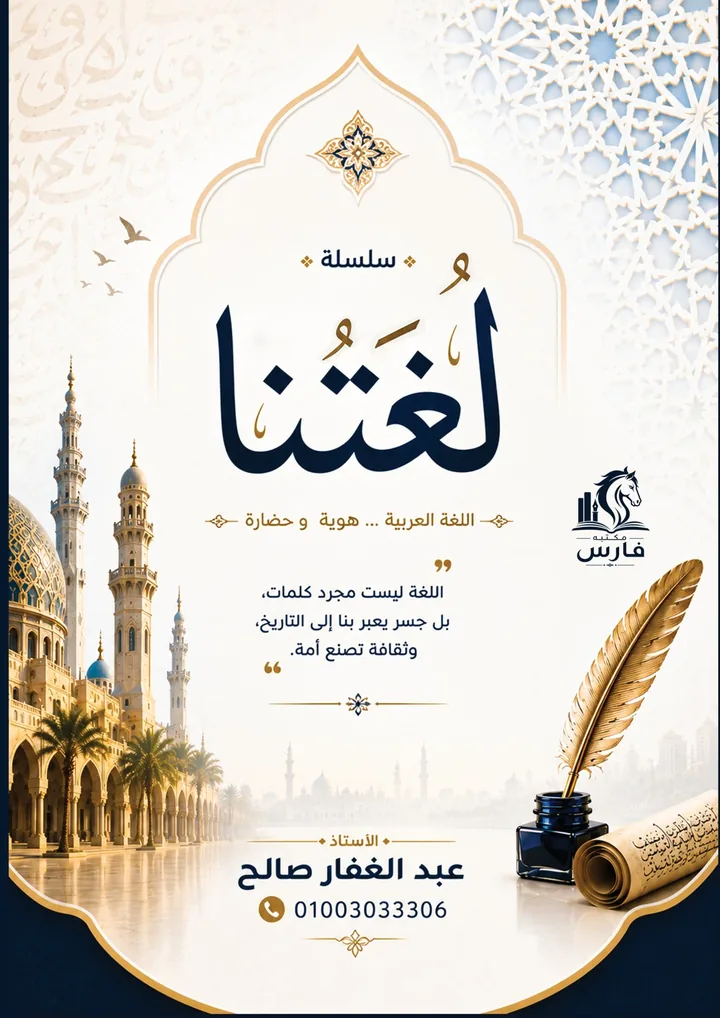 سلسلة
لُغَتُنا
اللغة العربية ... هوية و حضارة
مكتبه
فارس
"اللغة ليست مجرد كلمات،
بل جسر يعبر بنا إلى التاريخ،
وثقافة تصنع أمة."
الأستاذ
عبد الغفار صالح
01003033306